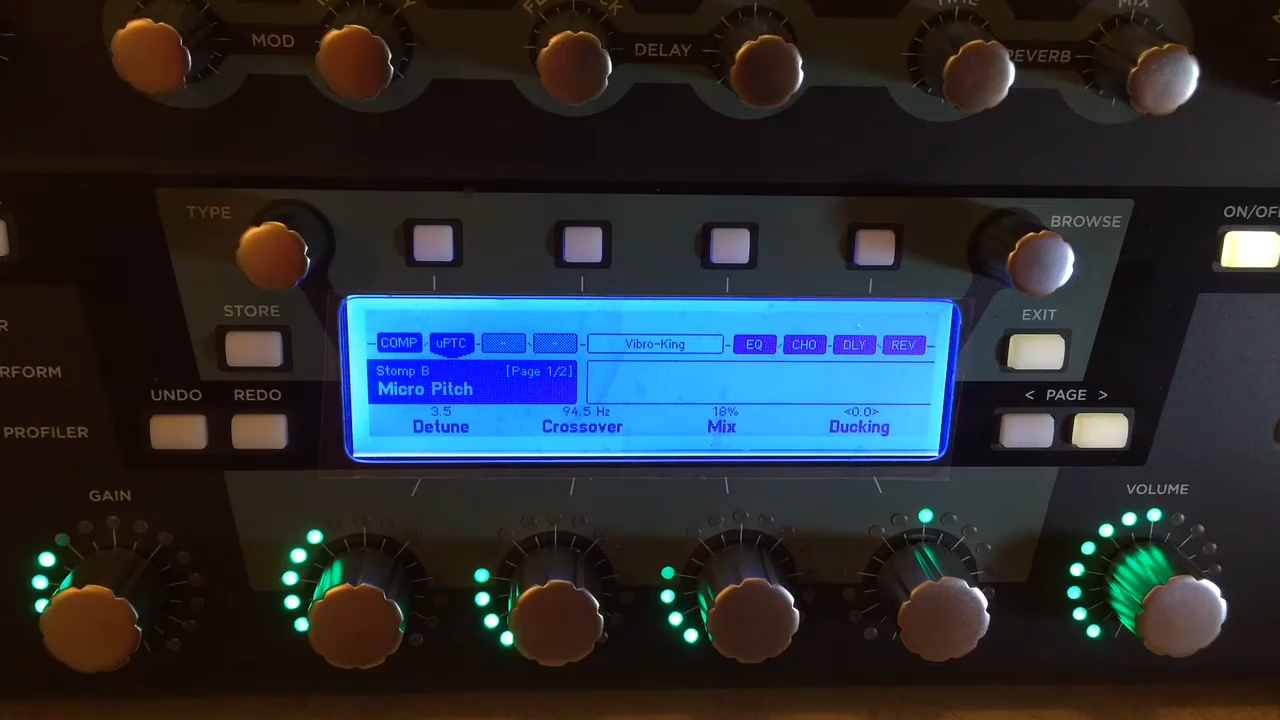 MOD DELAY REVERB MIX
TYPE BROWSE ON/OFF
STORE EXIT
COMP uPTC - - Vibro-King EQ CHO DLY REV
Stomp B [Page 1/2]
Micro Pitch
UNDO REDO < PAGE >
3.5 94.5 Hz 18% <0.0>
Detune Crossover Mix Ducking
RFORM
PROFILER
GAIN VOLUME